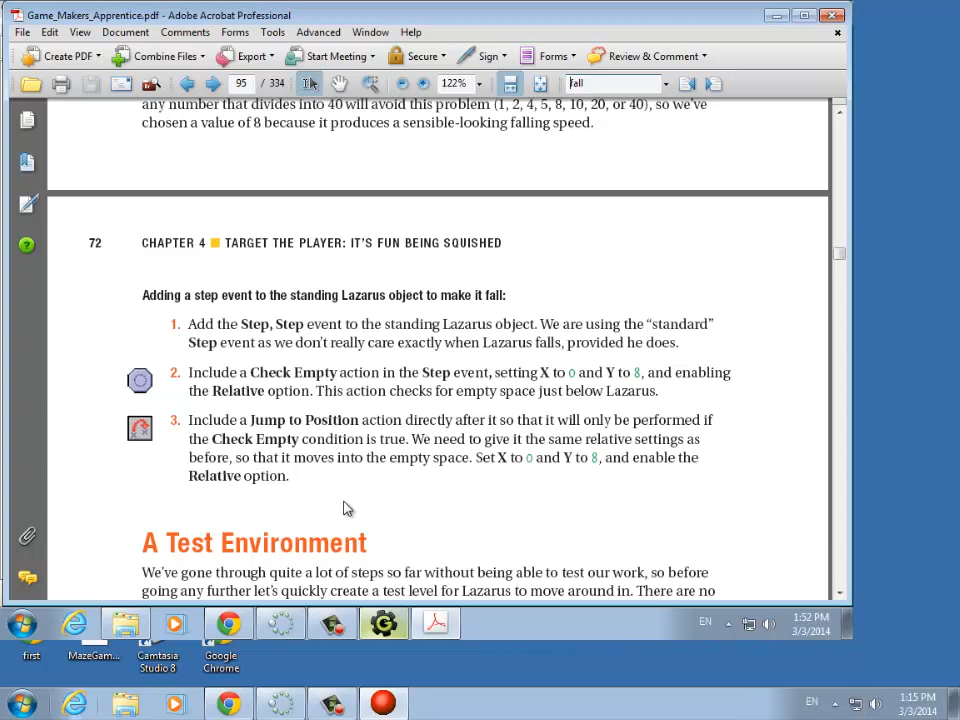 Game_Makers_Apprentice.pdf - Adobe Acrobat Professional
File Edit View Document Comments Forms Tools Advanced Window Help
Create PDF Combine Files Export Start Meeting Secure Sign Forms Review & Comment
95 / 334 122% fall
any number that divides into 40 will avoid this problem (1, 2, 4, 5, 8, 10, 20, or 40), so we've
chosen a value of 8 because it produces a sensible-looking falling speed.
72 CHAPTER 4 ■ TARGET THE PLAYER: IT'S FUN BEING SQUISHED
Adding a step event to the standing Lazarus object to make it fall:
1. Add the Step, Step event to the standing Lazarus object. We are using the “standard”
Step event as we don't really care exactly when Lazarus falls, provided he does.
2. Include a Check Empty action in the Step event, setting X to 0 and Y to 8, and enabling
the Relative option. This action checks for empty space just below Lazarus.
3. Include a Jump to Position action directly after it so that it will only be performed if
the Check Empty condition is true. We need to give it the same relative settings as
before, so that it moves into the empty space. Set X to 0 and Y to 8, and enable the
Relative option.
A Test Environment
We've gone through quite a lot of steps so far without being able to test our work, so before
going any further let's quickly create a test level for Lazarus to move around in. There are no
EN 1:52 PM
3/3/2014
first MazeGam... Camtasia Studio 8 Google Chrome
EN 1:15 PM
3/3/2014